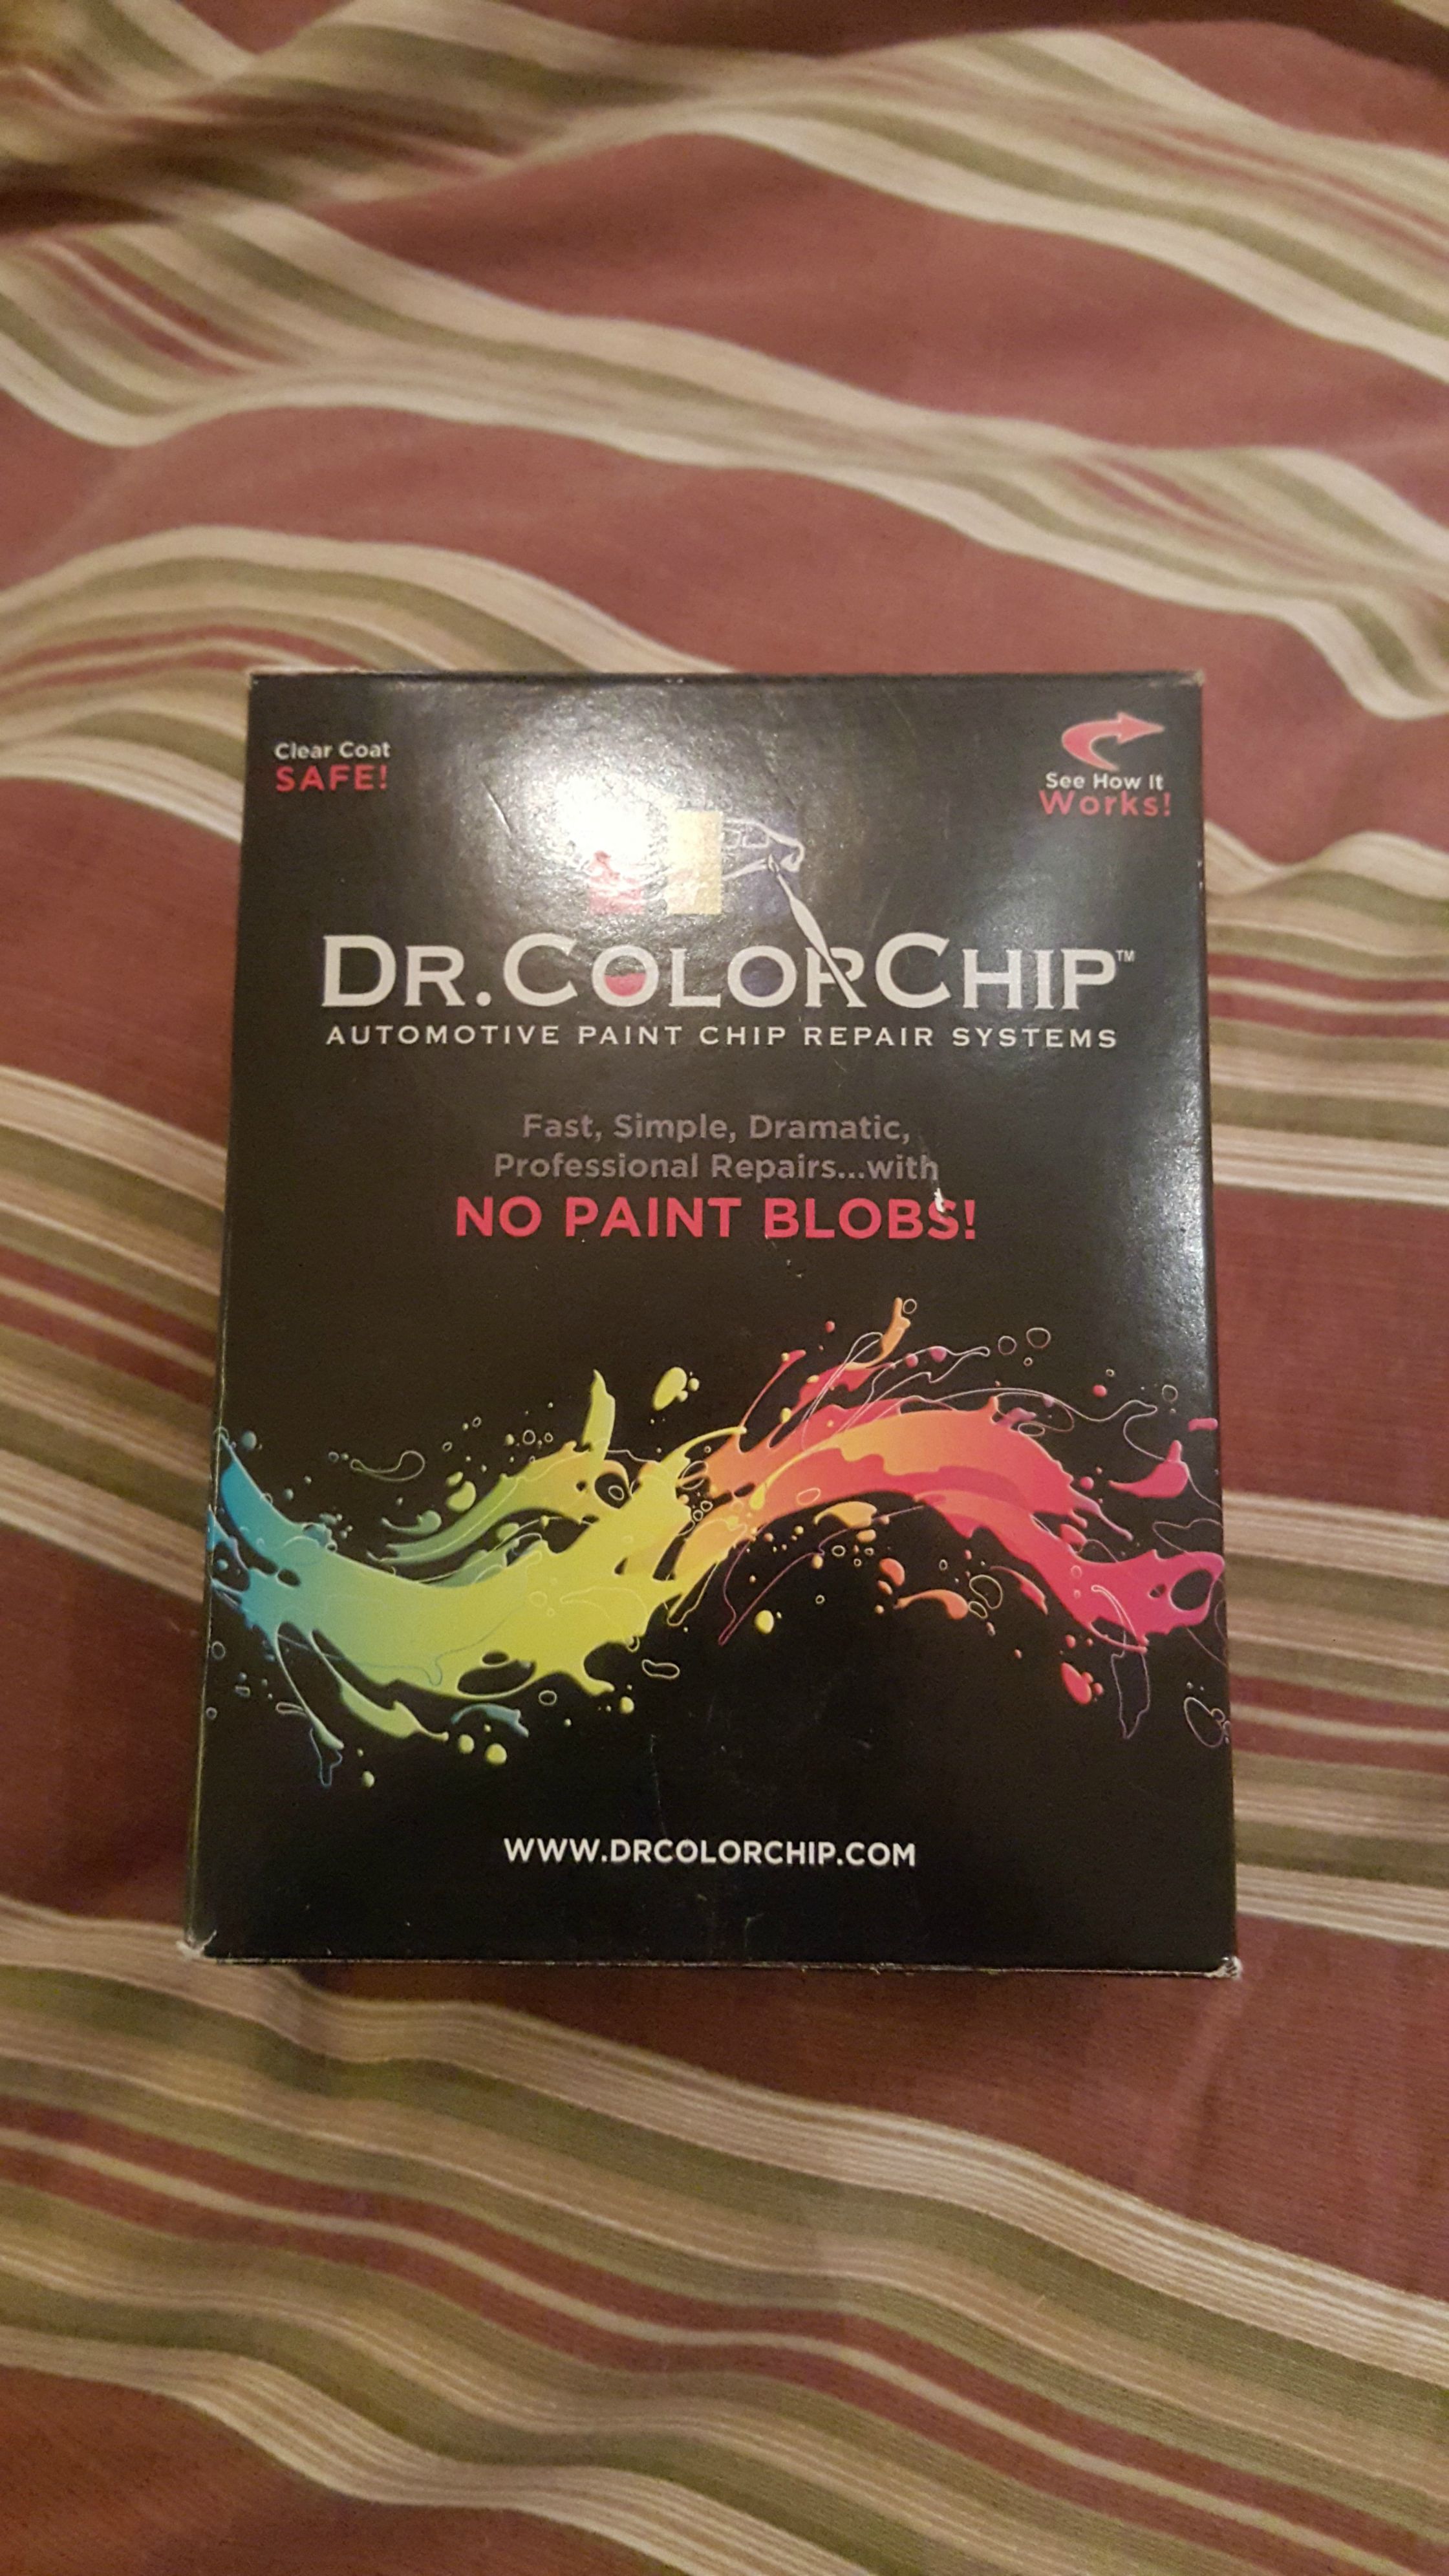 Clear Coat
SAFE!
See How It
Works!
DR. COLORCHIP™
AUTOMOTIVE PAINT CHIP REPAIR SYSTEMS
Fast, Simple, Dramatic,
Professional Repairs...with
NO PAINT BLOBS!
WWW.DRCOLORCHIP.COM